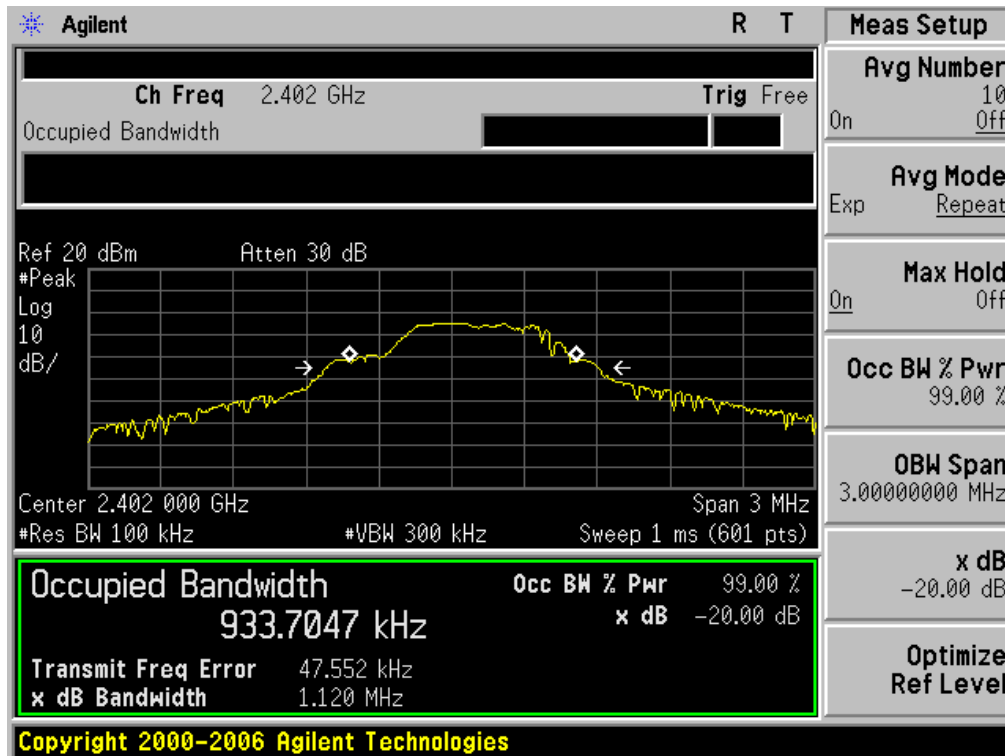 Agilent R T
Ch Freq 2.402 GHz Trig Free
Occupied Bandwidth
Ref 20 dBm Atten 30 dB
#Peak
Log
10
dB/
Center 2.402 000 GHz Span 3 MHz
#Res BW 100 kHz #VBW 300 kHz Sweep 1 ms (601 pts)
Occupied Bandwidth Occ BW % Pwr 99.00 %
933.7047 kHz x dB -20.00 dB
Transmit Freq Error 47.552 kHz
x dB Bandwidth 1.120 MHz
Copyright 2000-2006 Agilent Technologies
Meas Setup
Avg Number
10
On Off
Avg Mode
Exp Repeat
Max Hold
On Off
Occ BW % Pwr
99.00 %
OBW Span
3.00000000 MHz
x dB
-20.00 dB
Optimize
Ref Level